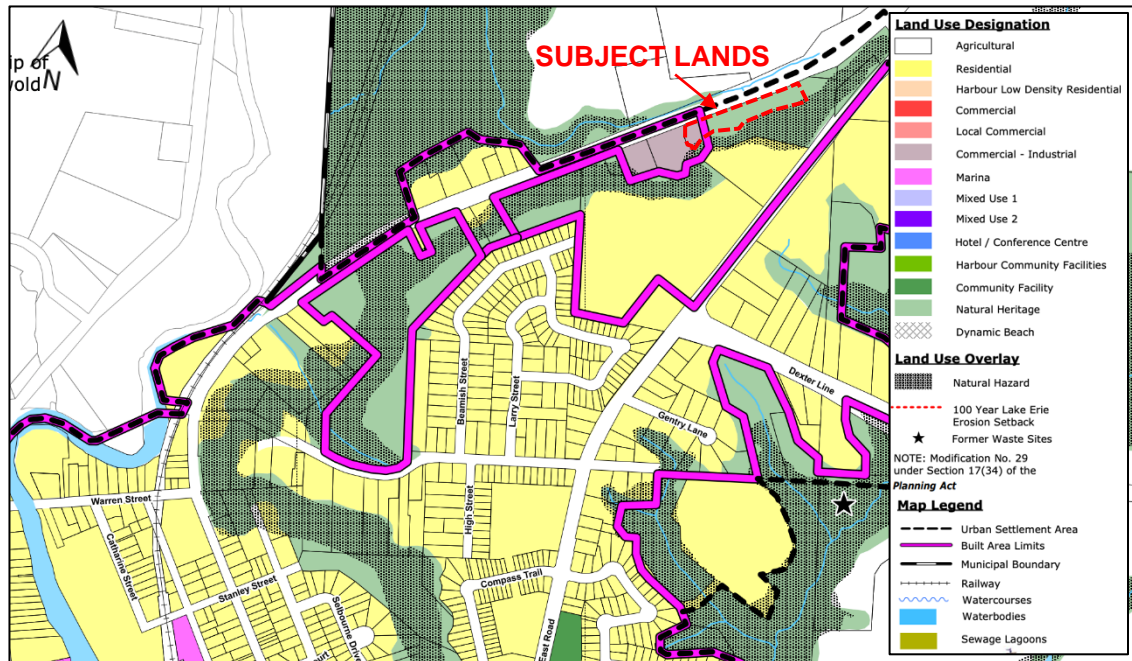 ip of
vold
N
SUBJECT LANDS
Beamish Street
Larry Street
Gentry Lane
Dexter Line
High Street
Warren Street
Catharine Street
Stanley Street
Selbourne Drive
Compass Trail
East Road
Land Use Designation
Agricultural
Residential
Harbour Low Density Residential
Commercial
Local Commercial
Commercial - Industrial
Marina
Mixed Use 1
Mixed Use 2
Hotel / Conference Centre
Harbour Community Facilities
Community Facility
Natural Heritage
Dynamic Beach
Land Use Overlay
Natural Hazard
100 Year Lake Erie
Erosion Setback
Former Waste Sites
NOTE: Modification No. 29
under Section 17(34) of the
Planning Act
Map Legend
Urban Settlement Area
Built Area Limits
Municipal Boundary
Railway
Watercourses
Waterbodies
Sewage Lagoons